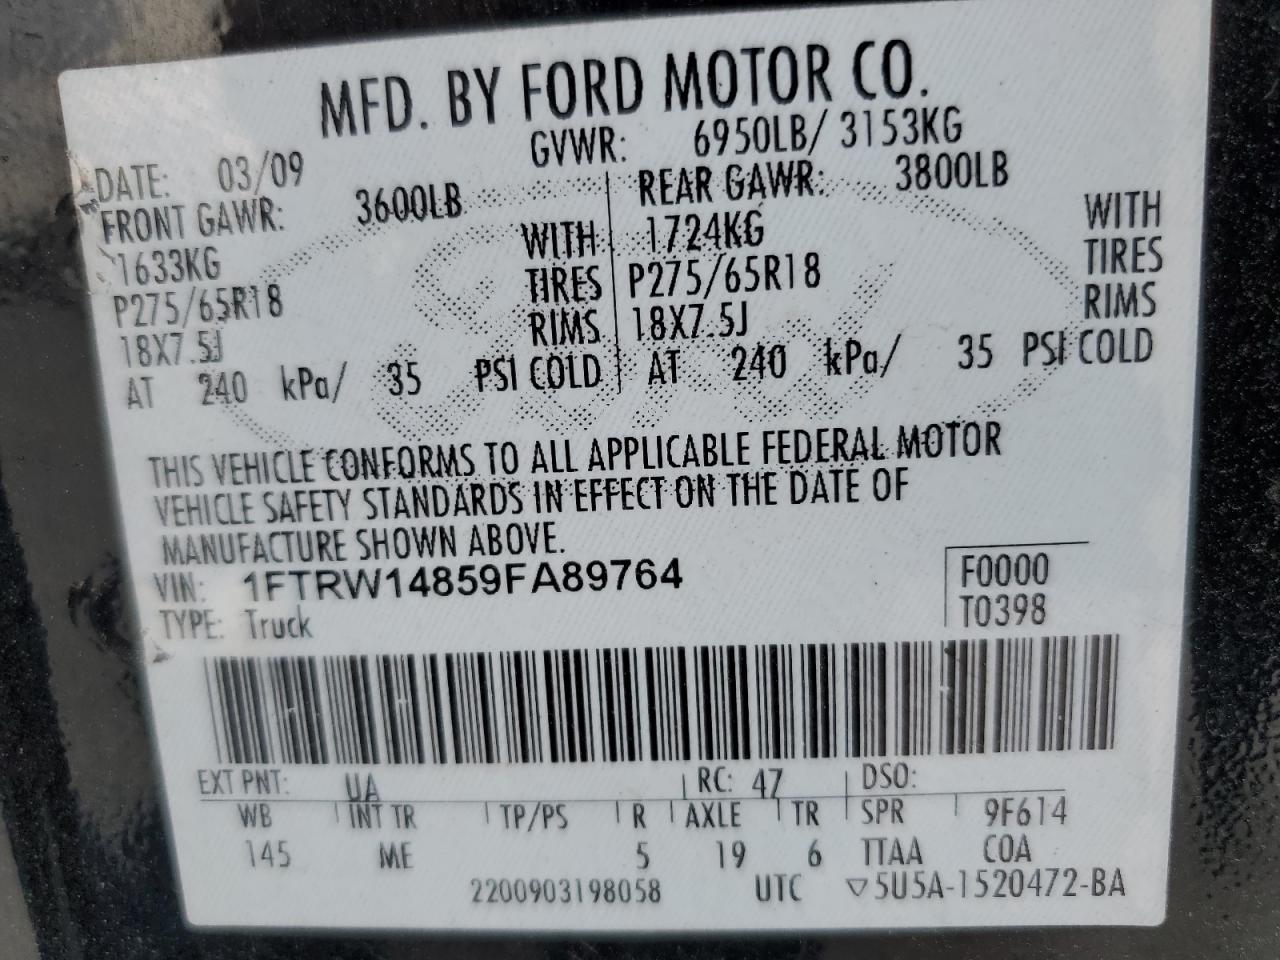 MFD. BY FORD MOTOR CO.
DATE: 03/09 GVWR: 6950LB/ 3153KG
FRONT GAWR: 3600LB REAR GAWR: 3800LB
1633KG WITH 1724KG WITH
P275/65R18 TIRES P275/65R18 TIRES
18X7.5J RIMS 18X7.5J RIMS
AT 240 kPa/ 35 PSI COLD AT 240 kPa/ 35 PSI COLD
THIS VEHICLE CONFORMS TO ALL APPLICABLE FEDERAL MOTOR
VEHICLE SAFETY STANDARDS IN EFFECT ON THE DATE OF
MANUFACTURE SHOWN ABOVE.
VIN: 1FTRW14859FA89764 F0000
TYPE: Truck T0398
EXT PNT: UA RC: 47 DSO:
WB INT TR TP/PS R AXLE TR SPR 9F614
145 ME 5 19 6 TTAA COA
2200903198058 UTC ▽5U5A-1520472-BA